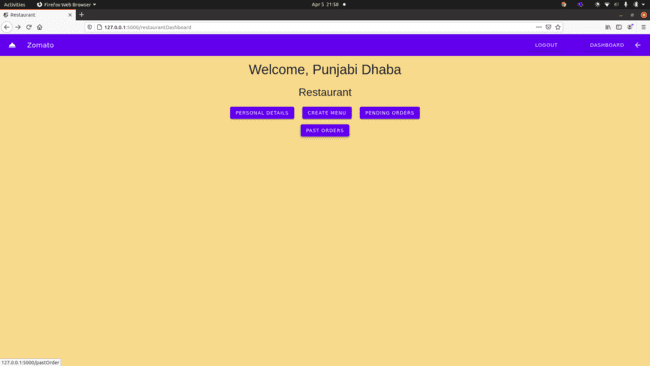 Activities
Firefox Web Browser
Apr 5 21:56
Restaurant
127.0.0.1:5000/restaurantDashboard
Zomato
LOGOUT
DASHBOARD
Welcome, Punjabi Dhaba
Restaurant
PERSONAL DETAILS
CREATE MENU
PENDING ORDERS
PAST ORDERS
127.0.0.1:5000/pastOrder